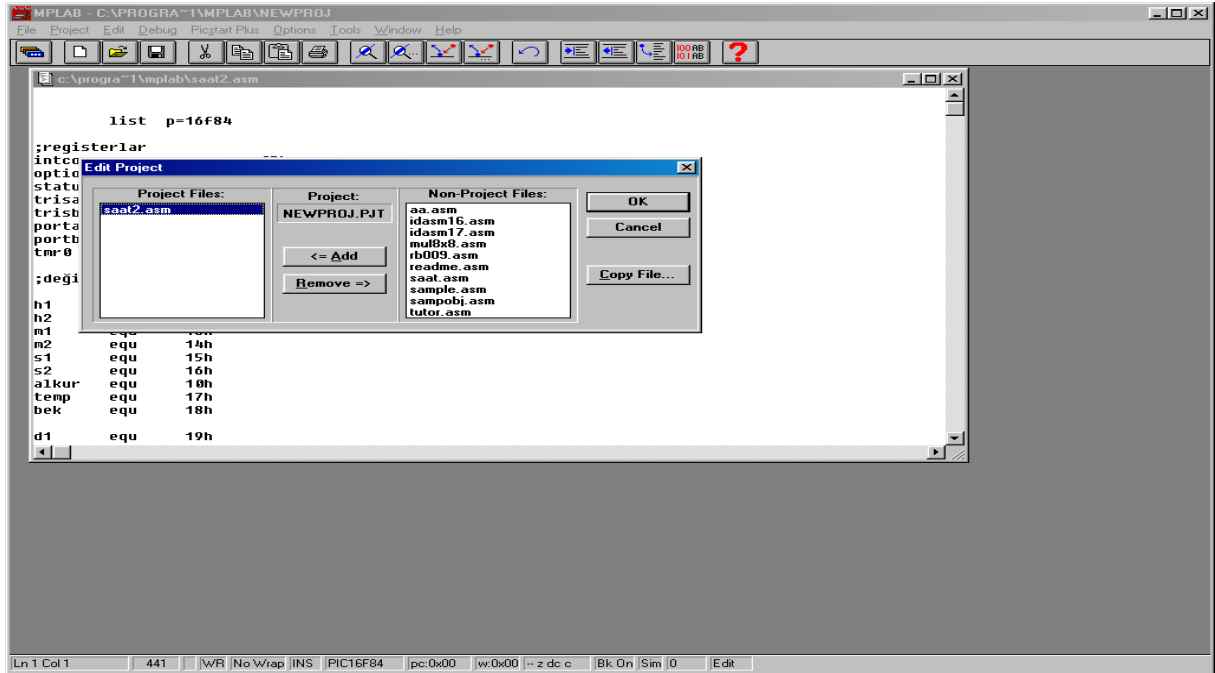 MPLAB - C:\PROGRA~1\MPLAB\NEWPROJ
File Project Edit Debug Picstart Plus Options Tools Window Help
c:\progra~1\mplab\saat2.asm
list p=16f84
;registerlar
intco
optio
statu
trisa
trisb
porta
portb
tmr0
;deği
h1
h2
m1 equ
m2 equ 14h
s1 equ 15h
s2 equ 16h
alkur equ 10h
temp equ 17h
bek equ 18h
d1 equ 19h
Edit Project
Project Files:
saat2.asm
Project:
NEWPROJ.PJT
<= Add
Remove =>
Non-Project Files:
aa.asm
idasm16.asm
idasm17.asm
mul8x8.asm
rb009.asm
readme.asm
saat.asm
sample.asm
sampobj.asm
tutor.asm
OK
Cancel
Copy File...
Ln 1 Col 1 441 WR No Wrap INS PIC16F84 pc:0x00 w:0x00 -- z dc c Bk On Sim 0 Edit